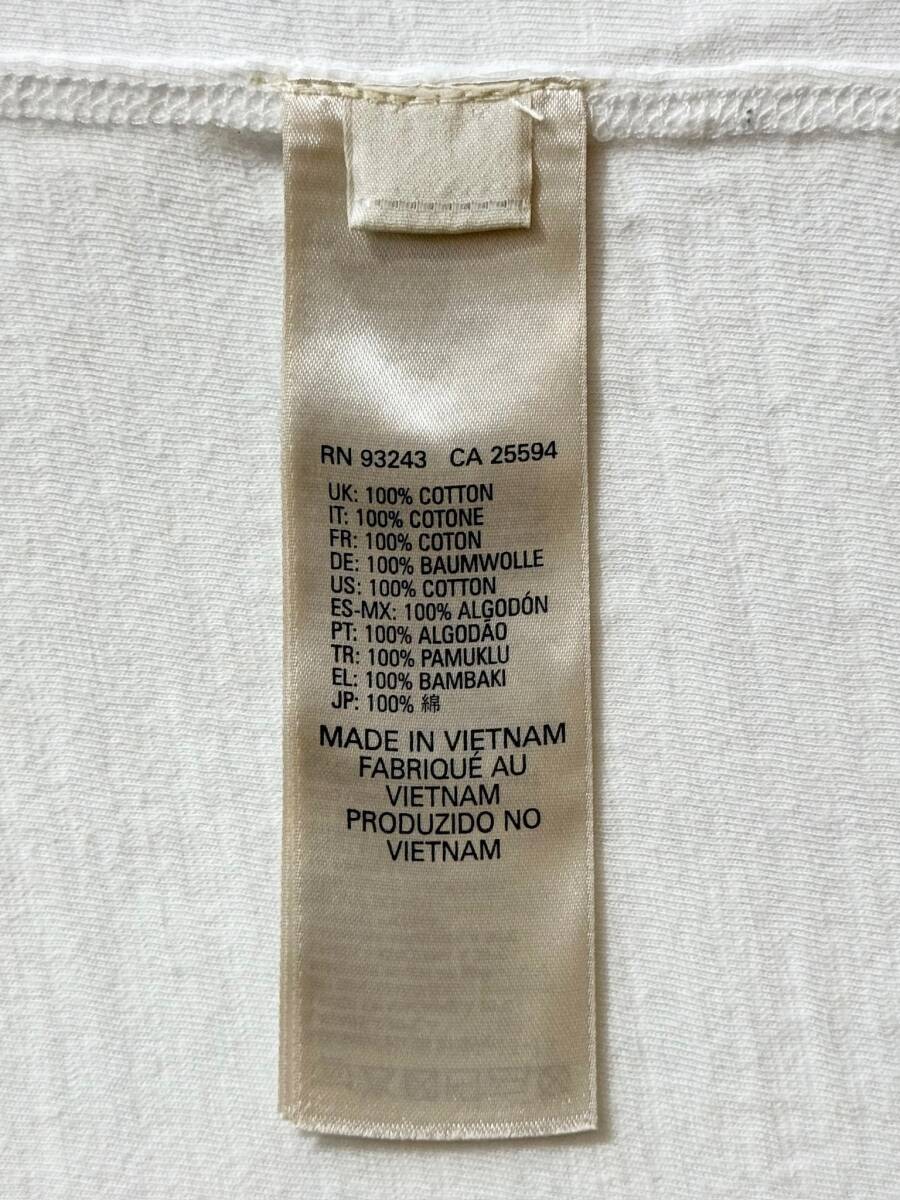 RN 93243 CA 25594
UK: 100% COTTON
IT: 100% COTONE
FR: 100% COTON
DE: 100% BAUMWOLLE
US: 100% COTTON
ES-MX: 100% ALGODÓN
PT: 100% ALGODÃO
TR: 100% PAMUKLU
EL: 100% BAMBAKI
JP: 100% 綿
MADE IN VIETNAM
FABRIQUÉ AU
VIETNAM
PRODUZIDO NO
VIETNAM